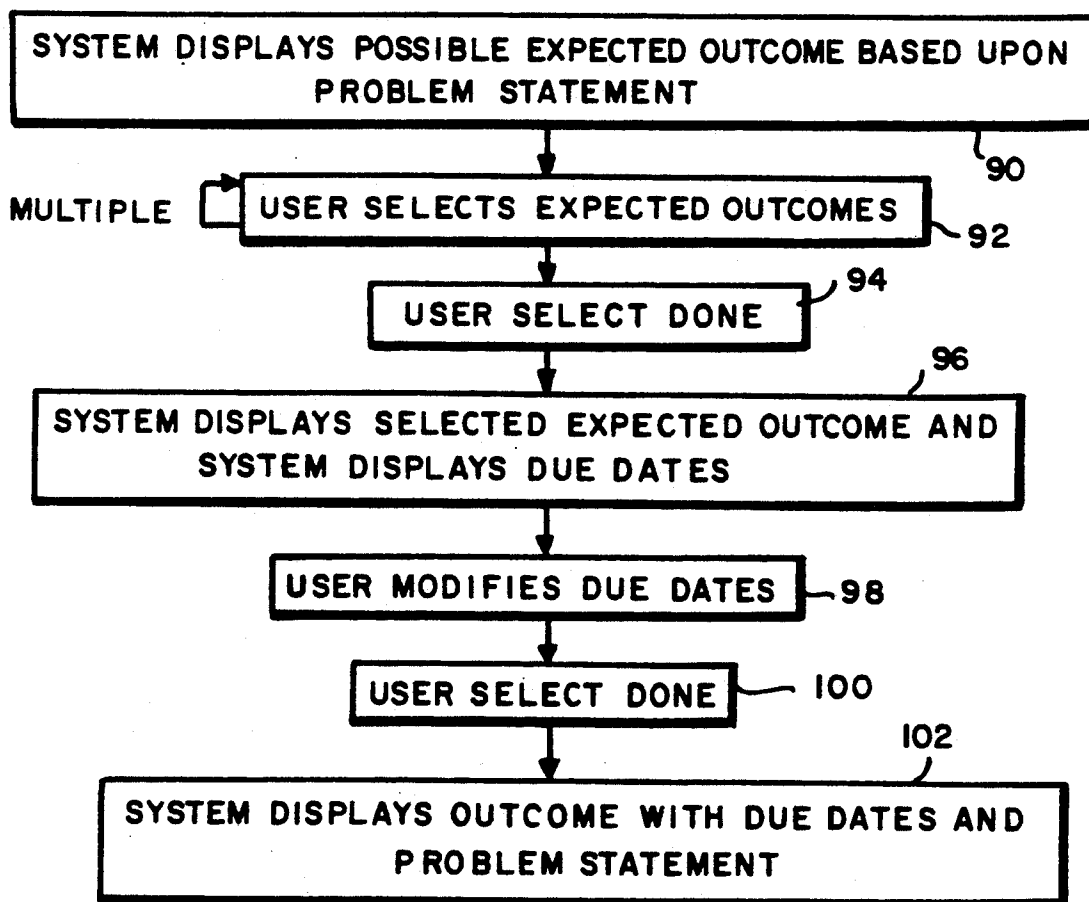 SYSTEM DISPLAYS POSSIBLE EXPECTED OUTCOME BASED UPON
PROBLEM STATEMENT
90
MULTIPLE
USER SELECTS EXPECTED OUTCOMES
92
94
USER SELECT DONE
96
SYSTEM DISPLAYS SELECTED EXPECTED OUTCOME AND
SYSTEM DISPLAYS DUE DATES
USER MODIFIES DUE DATES
98
USER SELECT DONE
100
102
SYSTEM DISPLAYS OUTCOME WITH DUE DATES AND
PROBLEM STATEMENT